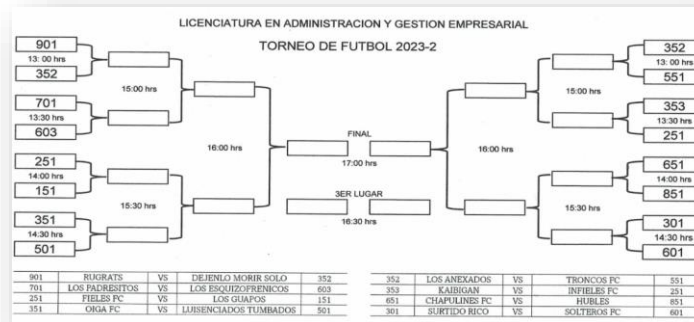 LICENCIATURA EN ADMINISTRACION Y GESTION EMPRESARIAL
TORNEO DE FUTBOL 2023-2
901
13: 00 hrs
352
15:00 hrs
701
13:30 hrs
603
16:00 hrs
251
14:00 hrs
151
15:30 hrs
351
14:30 hrs
501
FINAL
17:00 hrs
3ER LUGAR
16:30 hrs
352
13: 00 hrs
551
15:00 hrs
353
13:30 hrs
251
16:00 hrs
651
14:00 hrs
851
15:30 hrs
301
14:30 hrs
601
901 RUGRATS VS DEJENLO MORIR SOLO 352
701 LOS PADRESITOS VS LOS ESQUIZOFRENICOS 603
251 FIELES FC VS LOS GUAPOS 151
351 OIGA FC VS LUISENCIADOS TUMBADOS 501
352 LOS ANEXADOS VS TRONCOS FC 551
353 KAIBIGAN VS INFIELES FC 251
651 CHAPULINES FC VS HUBLES 851
301 SURTIDO RICO VS SOLTEROS FC 601